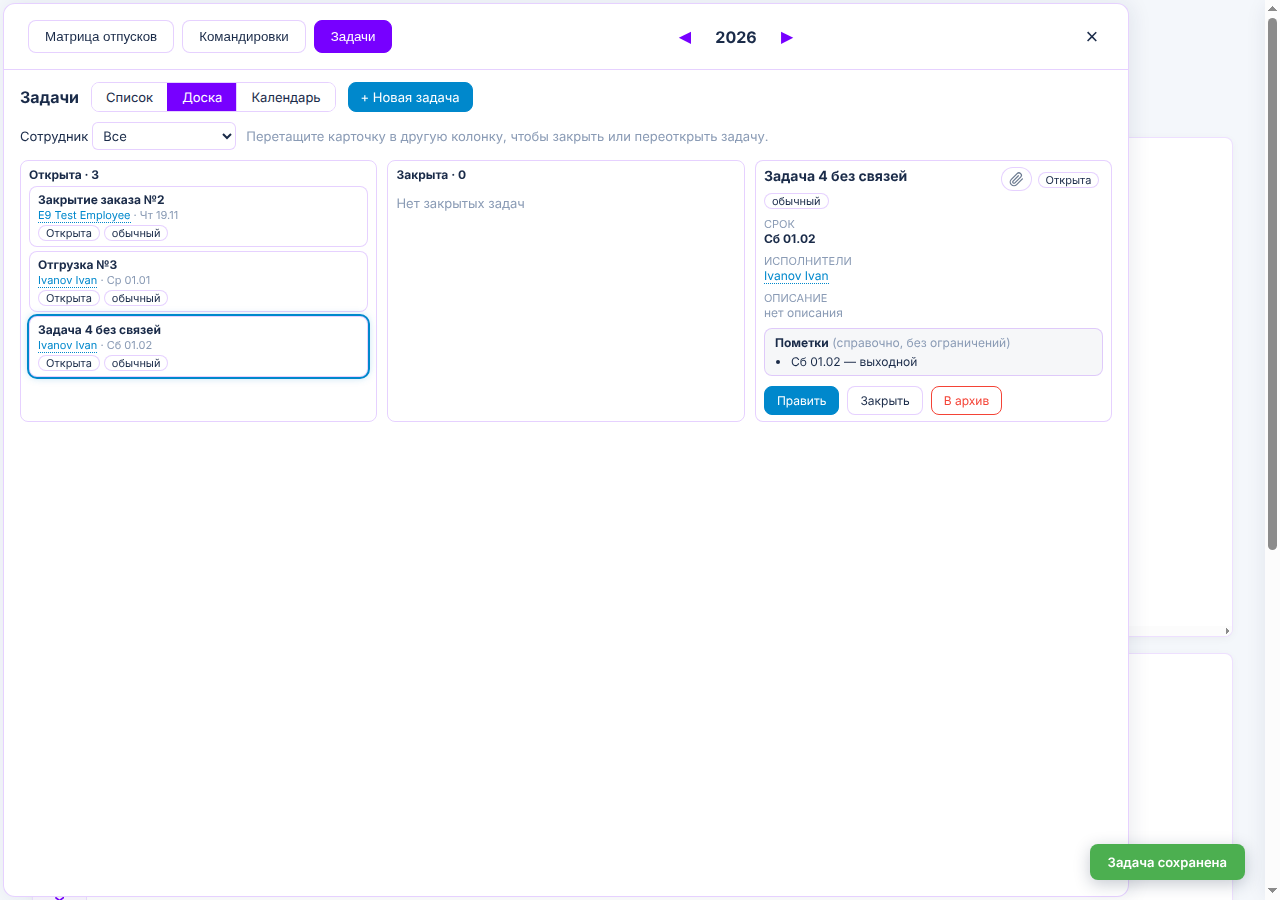 Матрица отпусков
Командировки
Задачи
◀ 2026 ▶
✕
Задачи
Список
Доска
Календарь
+ Новая задача
Сотрудник Все
Перетащите карточку в другую колонку, чтобы закрыть или переоткрыть задачу.
Открыта · 3
Закрытие заказа №2
E9 Test Employee · Чт 19.11
Открыта обычный
Отгрузка №3
Ivanov Ivan · Ср 01.01
Открыта обычный
Задача 4 без связей
Ivanov Ivan · Сб 01.02
Открыта обычный
Закрыта · 0
Нет закрытых задач
Задача 4 без связей
Открыта
обычный
СРОК
Сб 01.02
ИСПОЛНИТЕЛИ
Ivanov Ivan
ОПИСАНИЕ
нет описания
Пометки (справочно, без ограничений)
• Сб 01.02 — выходной
Править
Закрыть
В архив
Задача сохранена